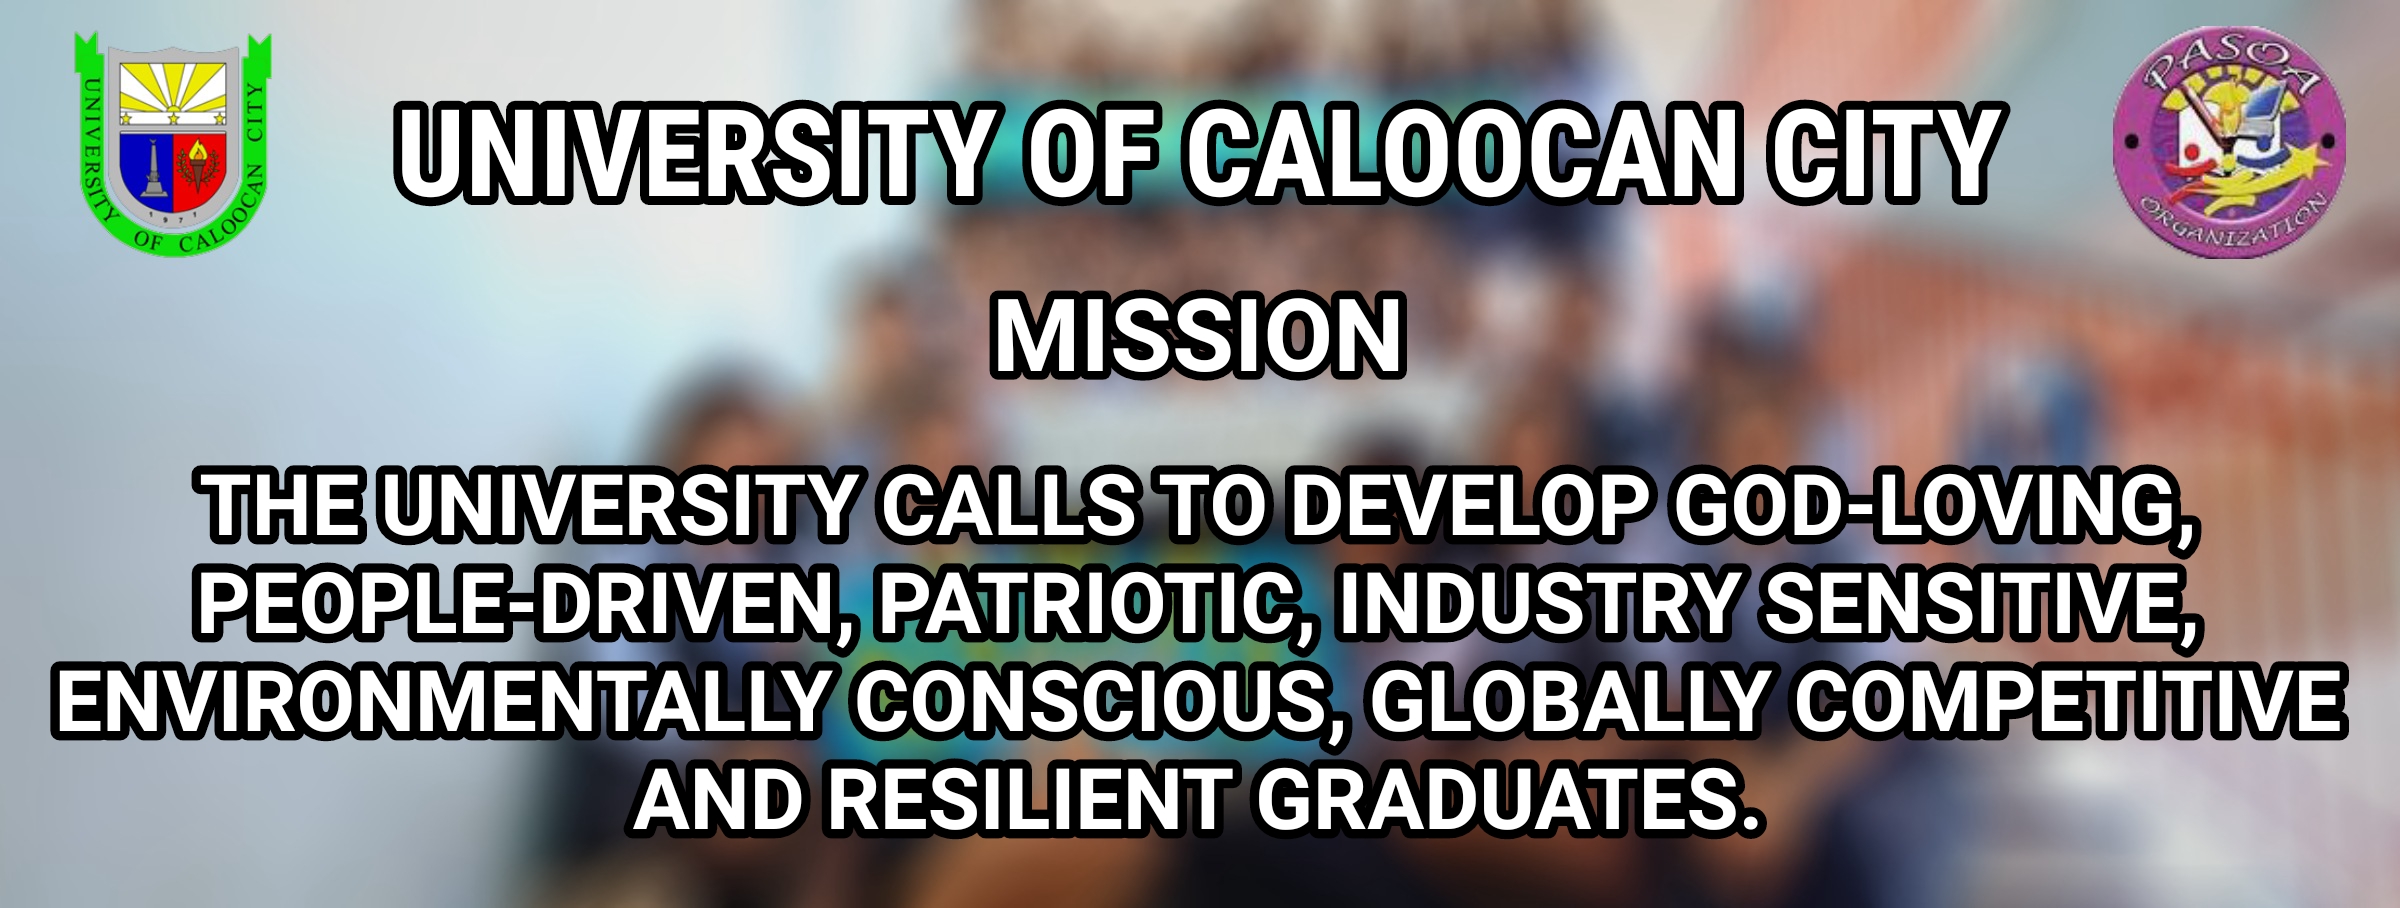 UNIVERSITY OF CALOOCAN CITY
1971
PASOA
ORGANIZATION
UNIVERSITY OF CALOOCAN CITY
MISSION
THE UNIVERSITY CALLS TO DEVELOP GOD-LOVING,
PEOPLE-DRIVEN, PATRIOTIC, INDUSTRY SENSITIVE,
ENVIRONMENTALLY CONSCIOUS, GLOBALLY COMPETITIVE
AND RESILIENT GRADUATES.